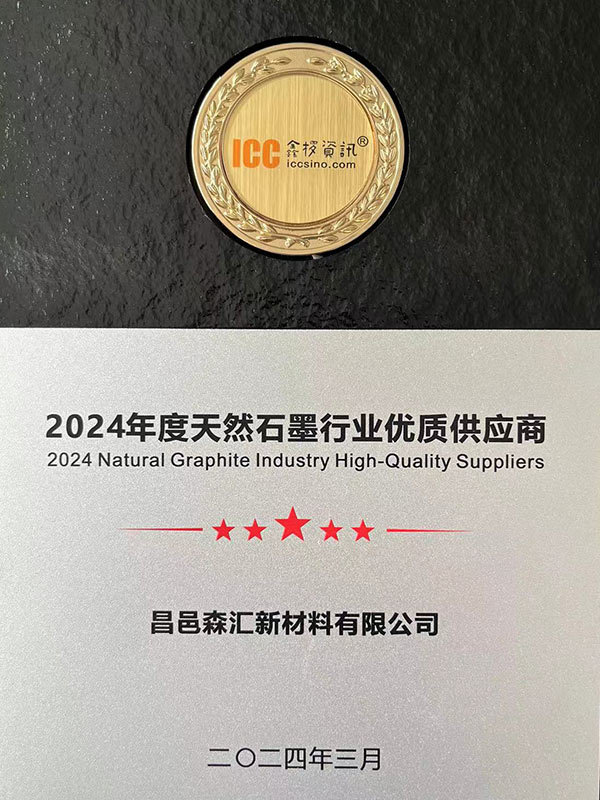 ICC 鑫椤資訊®
iccsino.com
2024年度天然石墨行业优质供应商
2024 Natural Graphite Industry High-Quality Suppliers
昌邑森汇新材料有限公司
二〇二四年三月